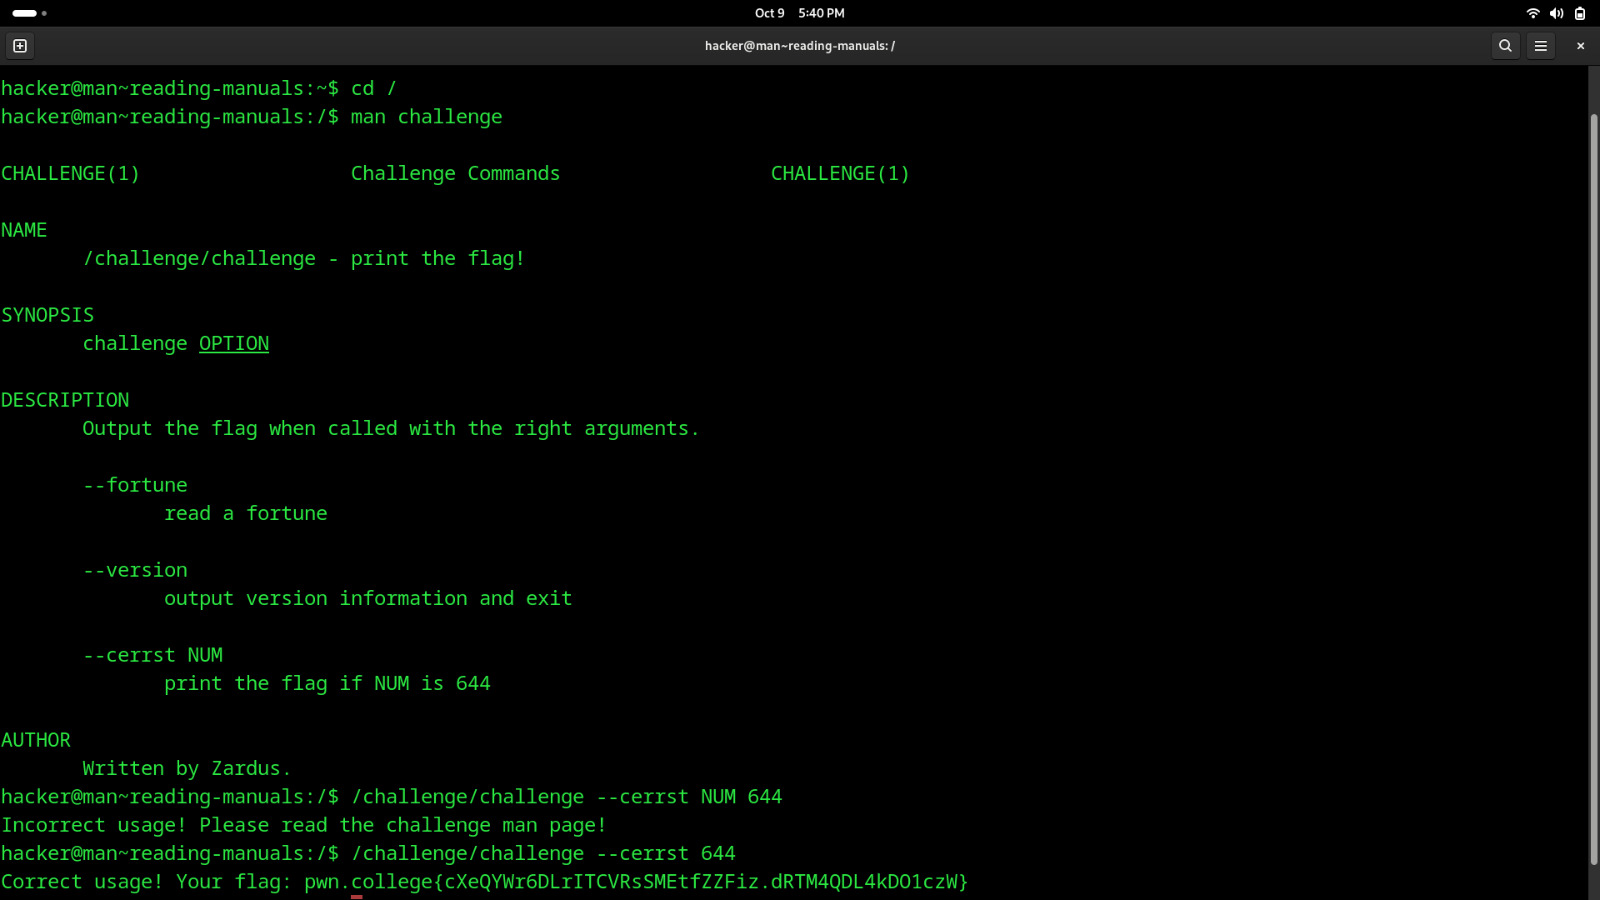 Oct 9 5:40 PM
hacker@man~reading-manuals: /
hacker@man~reading-manuals:~$ cd /
hacker@man~reading-manuals:/$ man challenge
CHALLENGE(1) Challenge Commands CHALLENGE(1)
NAME
/challenge/challenge - print the flag!
SYNOPSIS
challenge OPTION
DESCRIPTION
Output the flag when called with the right arguments.
--fortune
read a fortune
--version
output version information and exit
--cerrst NUM
print the flag if NUM is 644
AUTHOR
Written by Zardus.
hacker@man~reading-manuals:/$ /challenge/challenge --cerrst NUM 644
Incorrect usage! Please read the challenge man page!
hacker@man~reading-manuals:/$ /challenge/challenge --cerrst 644
Correct usage! Your flag: pwn.college{cXeQYWr6DLrITCVRsSMEtfZZFiz.dRTM4QDL4kDO1czW}